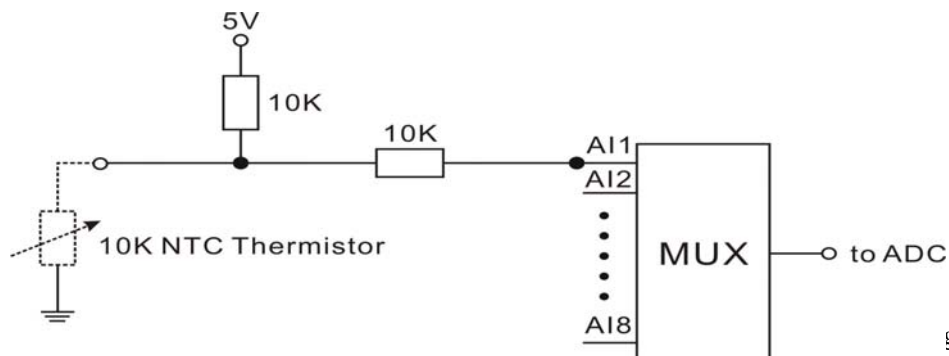 5V
10K
10K
AI1
AI2
10K NTC Thermistor
MUX
to ADC
AI8